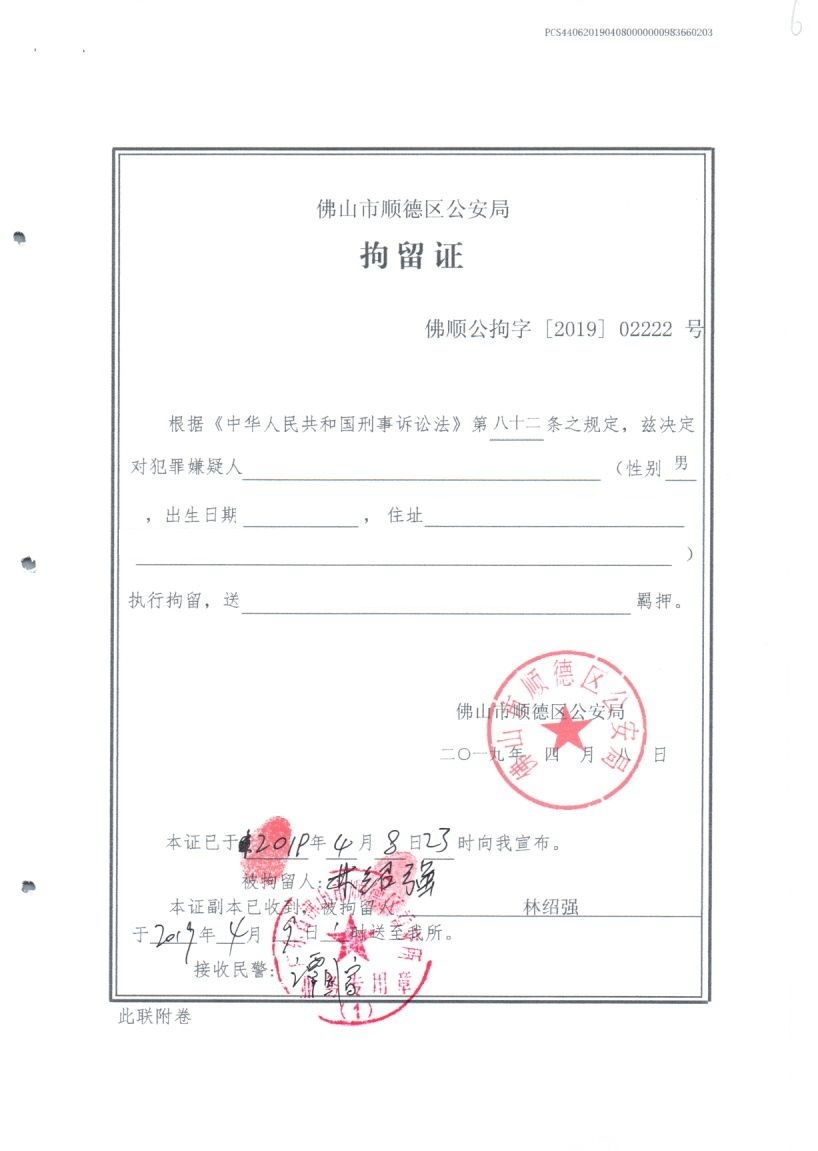 PCS4406201904080000000983660203
6
佛山市顺德区公安局
拘留证
佛顺公拘字［2019］02222 号
根据《中华人民共和国刑事诉讼法》第八十二条之规定，兹决定
对犯罪嫌疑人（性别 男
，出生日期，住址
）
执行拘留，送羁押。
佛山市顺德区公安局
佛山市顺德区公安局
二〇一九年 四 月 八 日
本证已于2019年4月8日23时向我宣布。
被拘留人：林绍强
本证副本已收到，被拘留人 林绍强
于2019年4月9日1时送至我所。
接收民警：
专用章
(1)
此联附卷